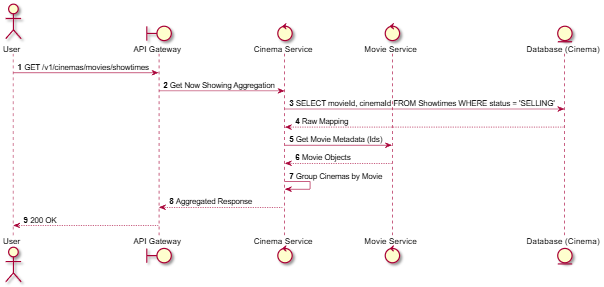 User API Gateway Cinema Service Movie Service Database (Cinema)
1 GET /v1/cinemas/movies/showtimes
2 Get Now Showing Aggregation
3 SELECT movieId, cinemaId FROM Showtimes WHERE status = 'SELLING'
4 Raw Mapping
5 Get Movie Metadata (Ids)
6 Movie Objects
7 Group Cinemas by Movie
8 Aggregated Response
9 200 OK
User API Gateway Cinema Service Movie Service Database (Cinema)